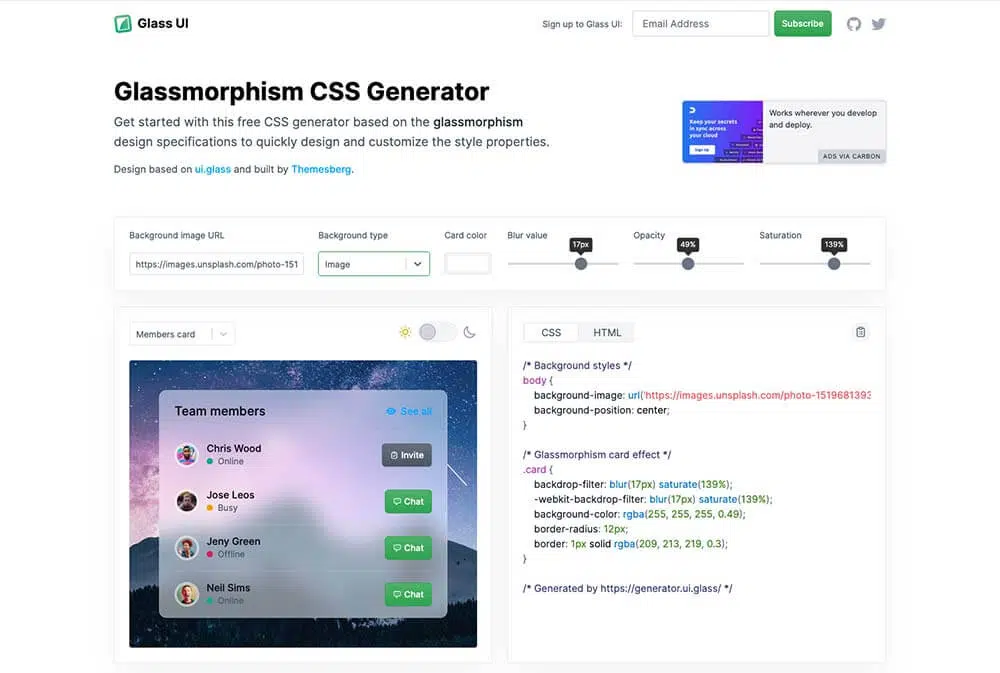 Glass UI
Sign up to Glass UI:
Email Address
Subscribe
Glassmorphism CSS Generator
Get started with this free CSS generator based on the glassmorphism
design specifications to quickly design and customize the style properties.
Design based on ui.glass and built by Themesberg.
Keep your secrets
in sync across
your cloud
Sign Up
Works wherever you develop
and deploy.
ADS VIA CARBON
Background image URL
https://images.unsplash.com/photo-151
Background type
Image
Card color
Blur value
17px
Opacity
49%
Saturation
139%
Members card
Team members
See all
Chris Wood
Online
Invite
Jose Leos
Busy
Chat
Jeny Green
Offline
Chat
Neil Sims
Online
Chat
CSS
HTML
/* Background styles */
body {
background-image: url('https://images.unsplash.com/photo-1519681393
background-position: center;
}
/* Glassmorphism card effect */
.card {
backdrop-filter: blur(17px) saturate(139%);
-webkit-backdrop-filter: blur(17px) saturate(139%);
background-color: rgba(255, 255, 255, 0.49);
border-radius: 12px;
border: 1px solid rgba(209, 213, 219, 0.3);
}
/* Generated by https://generator.ui.glass/ */